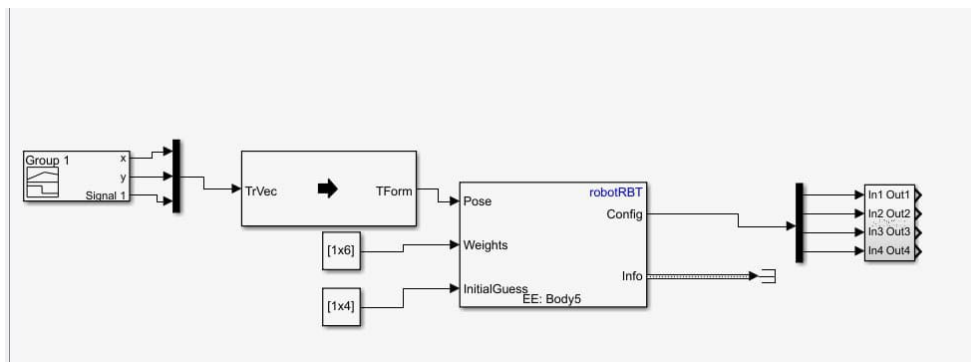 Group 1
x
y
Signal 1
TrVec
TForm
[1x6]
[1x4]
robotRBT
Pose
Config
Weights
Info
InitialGuess
EE: Body5
In1 Out1
In2 Out2
In3 Out3
In4 Out4